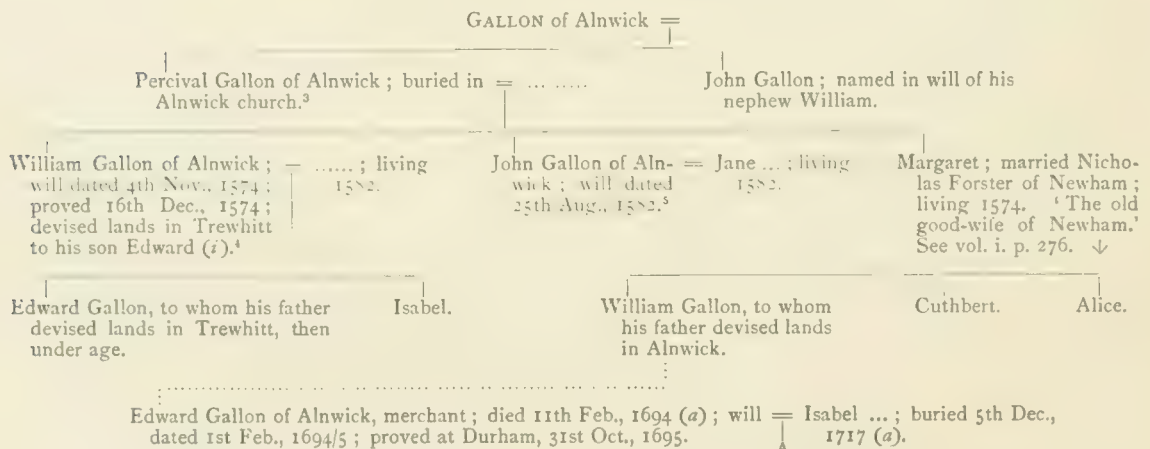 GALLON of Alnwick =
Percival Gallon of Alnwick ; buried in = ... .....
Alnwick church.³
John Gallon ; named in will of his
nephew William.
William Gallon of Alnwick ; = ...... ; living
will dated 4th Nov., 1574 ; 1582.
proved 16th Dec., 1574 ;
devised lands in Trewhitt
to his son Edward (i).⁴
John Gallon of Aln- = Jane ... ; living
wick ; will dated 1582.
25th Aug., 1582.⁵
Margaret ; married Nicho-
las Forster of Newham ;
living 1574. ‘ The old
good-wife of Newham.’
See vol. i. p. 276. ↓
Edward Gallon, to whom his father
devised lands in Trewhitt, then
under age.
Isabel.
William Gallon, to whom
his father devised lands
in Alnwick.
Cuthbert.
Alice.
Edward Gallon of Alnwick, merchant ; died 11th Feb., 1694 (a) ; will = Isabel ... ; buried 5th Dec.,
dated 1st Feb., 1694/5 ; proved at Durham, 31st Oct., 1695. 1717 (a).